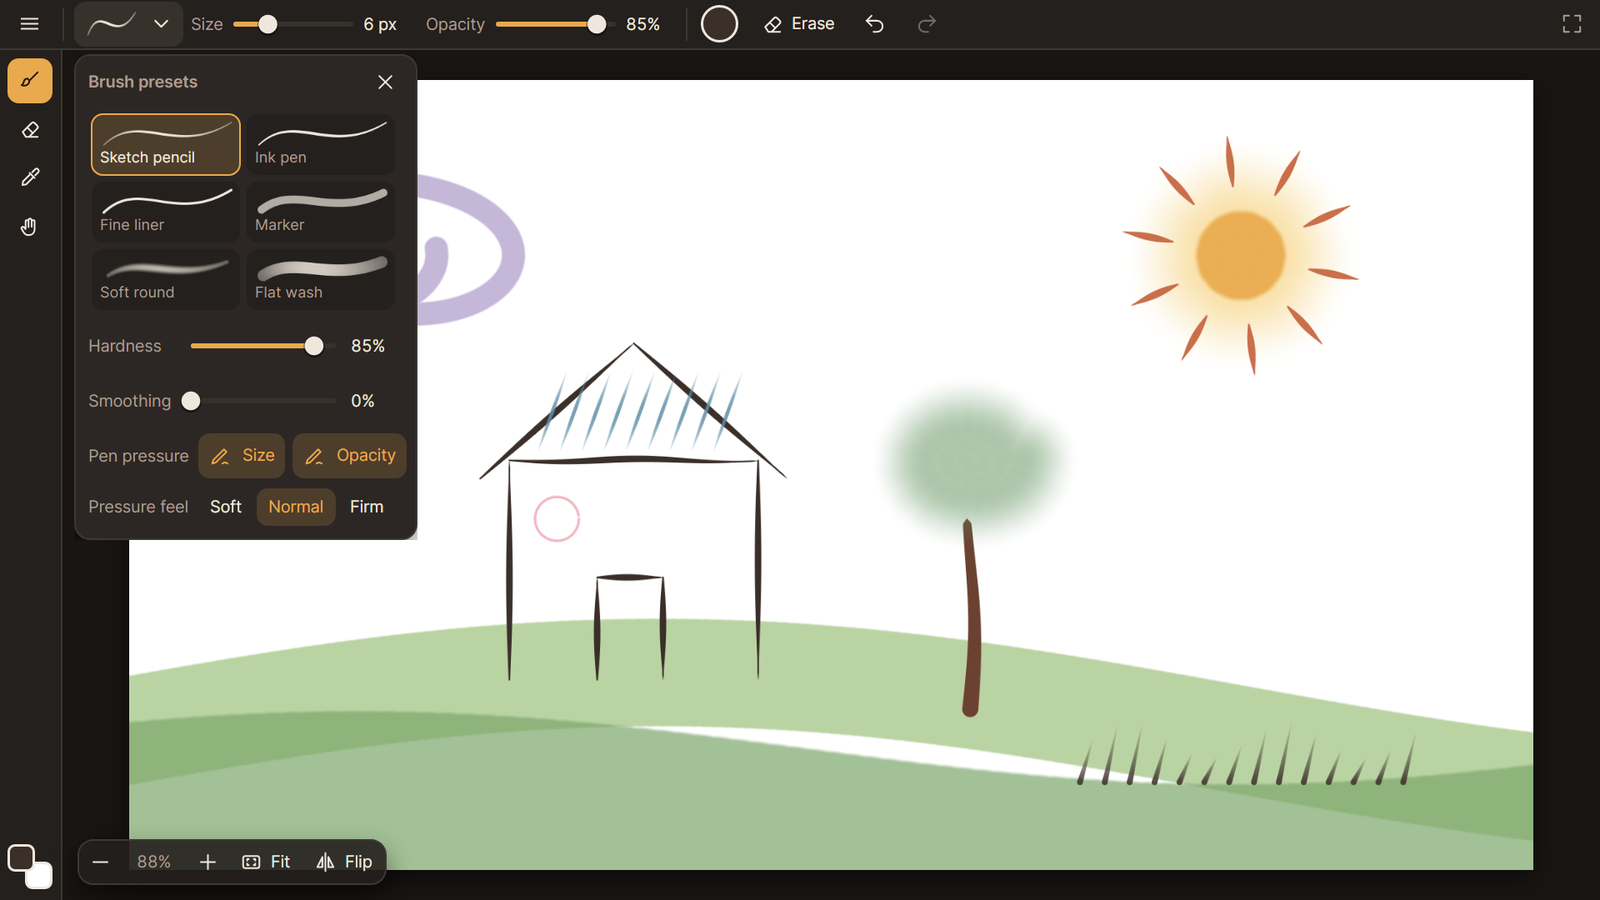 Size 6 px Opacity 85% Erase
Brush presets
Sketch pencil Ink pen
Fine liner Marker
Soft round Flat wash
Hardness 85%
Smoothing 0%
Pen pressure Size Opacity
Pressure feel Soft Normal Firm
88% Fit Flip